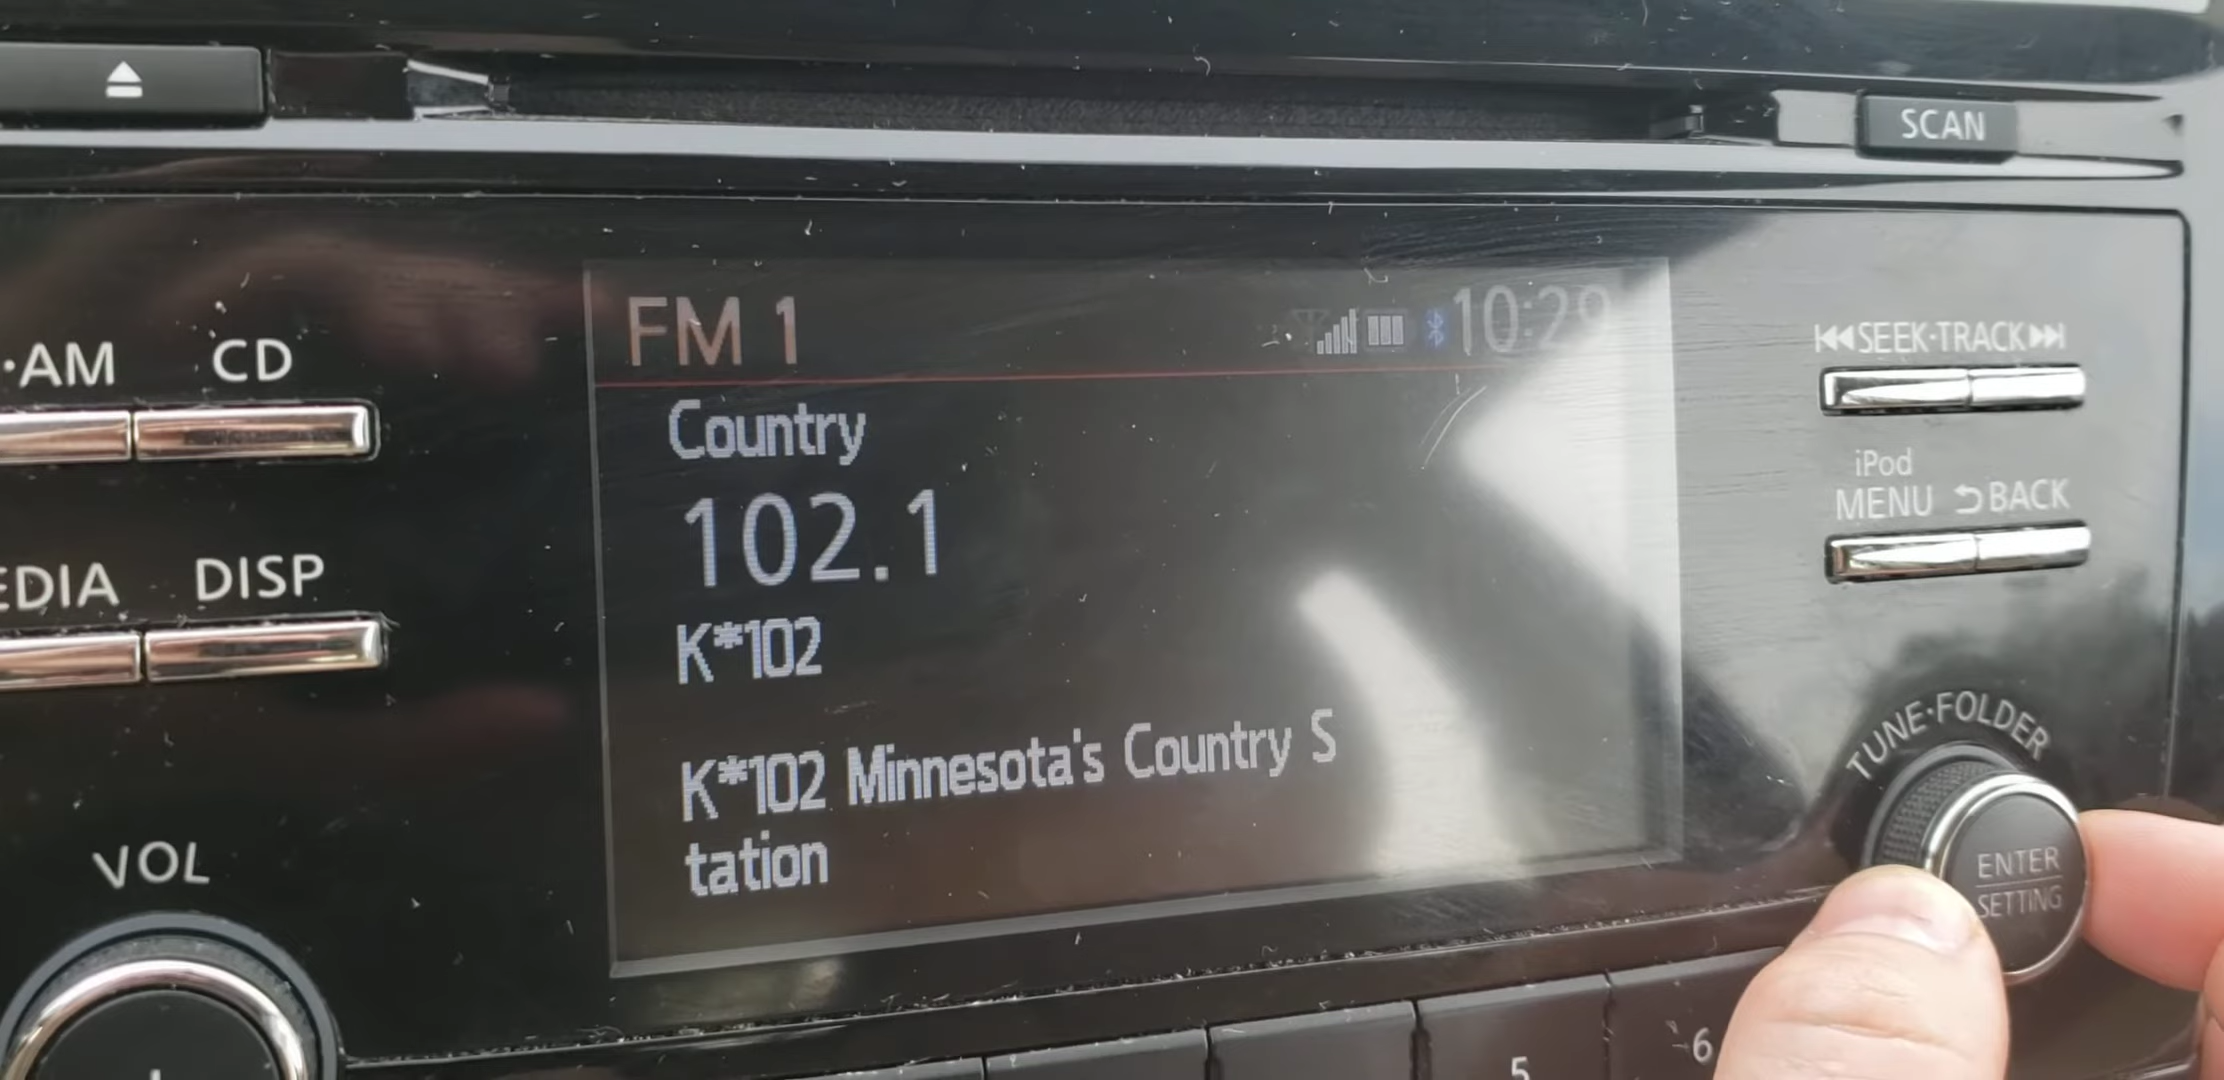 SCAN
FM 1 10:29
·AM CD
SEEK·TRACK
Country
iPod
MENU BACK
102.1
EDIA DISP
K*102
TUNE·FOLDER
K*102 Minnesota's Country S
tation
VOL
ENTER
SETTING
5 6